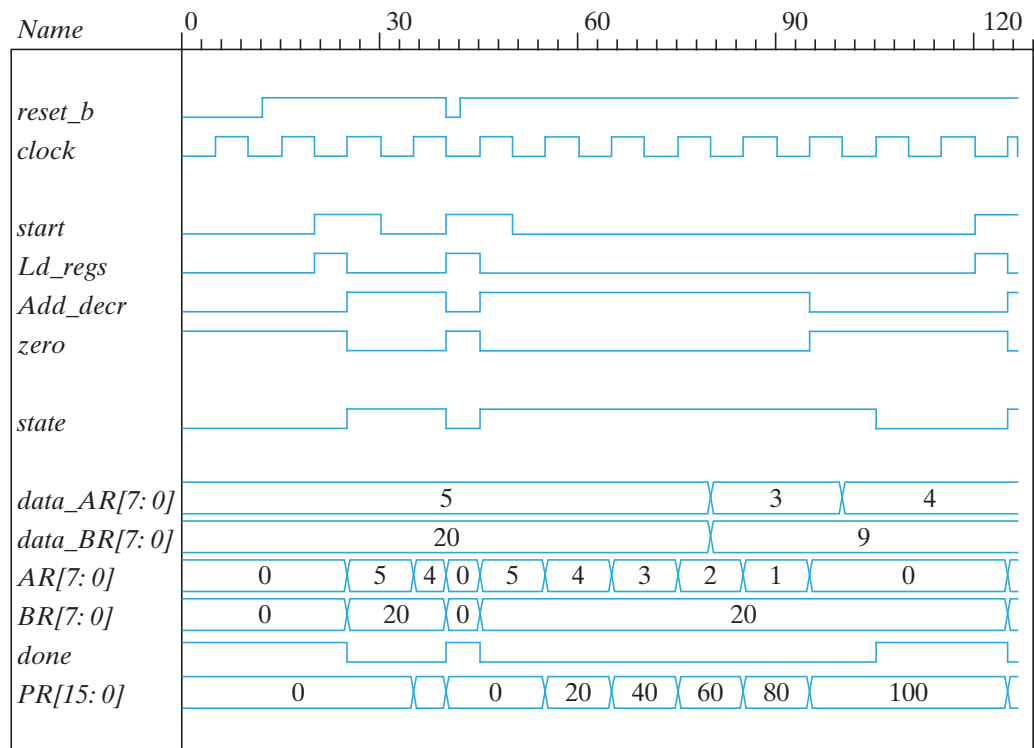 Name 0 30 60 90 120
reset_b
clock
start
Ld_regs
Add_decr
zero
state
data_AR[7: 0] 5 3 4
data_BR[7: 0] 20 9
AR[7: 0] 0 5 4 0 5 4 3 2 1 0
BR[7: 0] 0 20 0 20
done
PR[15: 0] 0 0 20 40 60 80 100